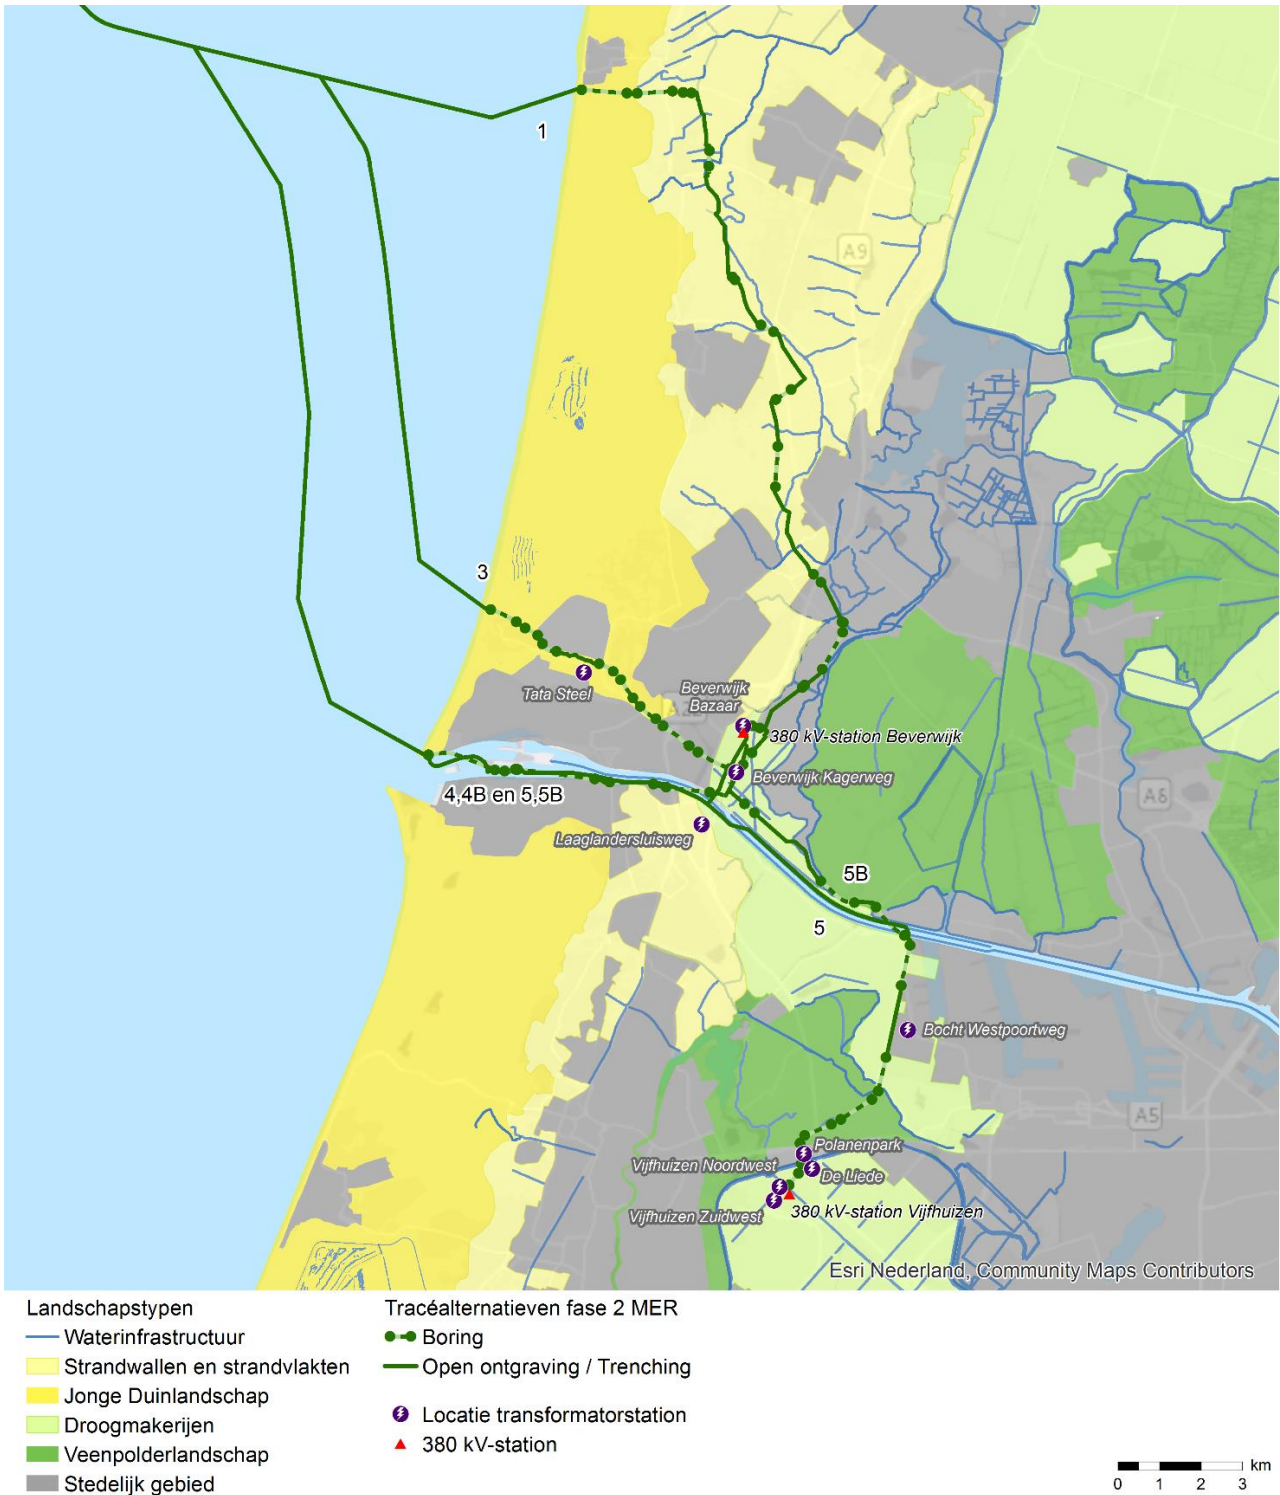 1
A9
3
Tata Steel
Beverwijk
Bazaar
A22
380 kV-station Beverwijk
Beverwijk Kagerweg
4,4B en 5,5B
A8
Laaglandersluisweg
5B
5
Bocht Westpoortweg
A5
Polanenpark
Vijfhuizen Noordwest
De Liede
Vijfhuizen Zuidwest
380 kV-station Vijfhuizen
Esri Nederland, Community Maps Contributors
Landschapstypen
Waterinfrastructuur
Strandwallen en strandvlakten
Jonge Duinlandschap
Droogmakerijen
Veenpolderlandschap
Stedelijk gebied
Tracéalternatieven fase 2 MER
Boring
Open ontgraving / Trenching
Locatie transformatorstation
380 kV-station
km
0 1 2 3